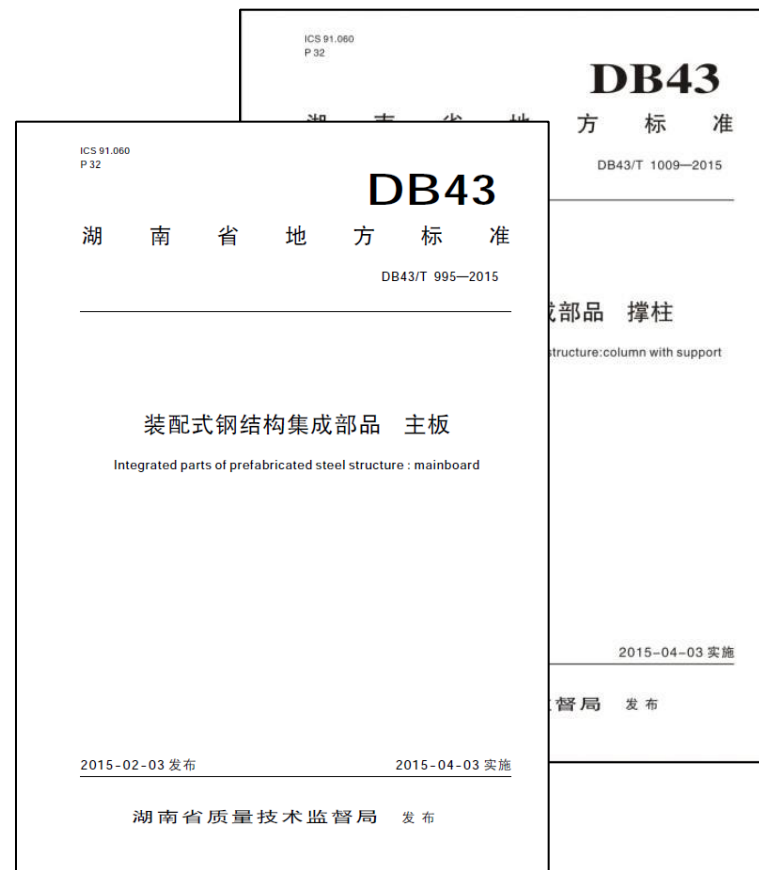 ICS 91.060
P 32
DB43
方 标 准
DB43/T 1009—2015
部品 撑柱
structure:column with support
2015-04-03 实施
督局 发布
ICS 91.060
P 32
DB43
湖 南 省 地 方 标 准
DB43/T 995—2015
装配式钢结构集成部品 主板
Integrated parts of prefabricated steel structure : mainboard
2015-02-03 发布 2015-04-03 实施
湖南省质量技术监督局 发布